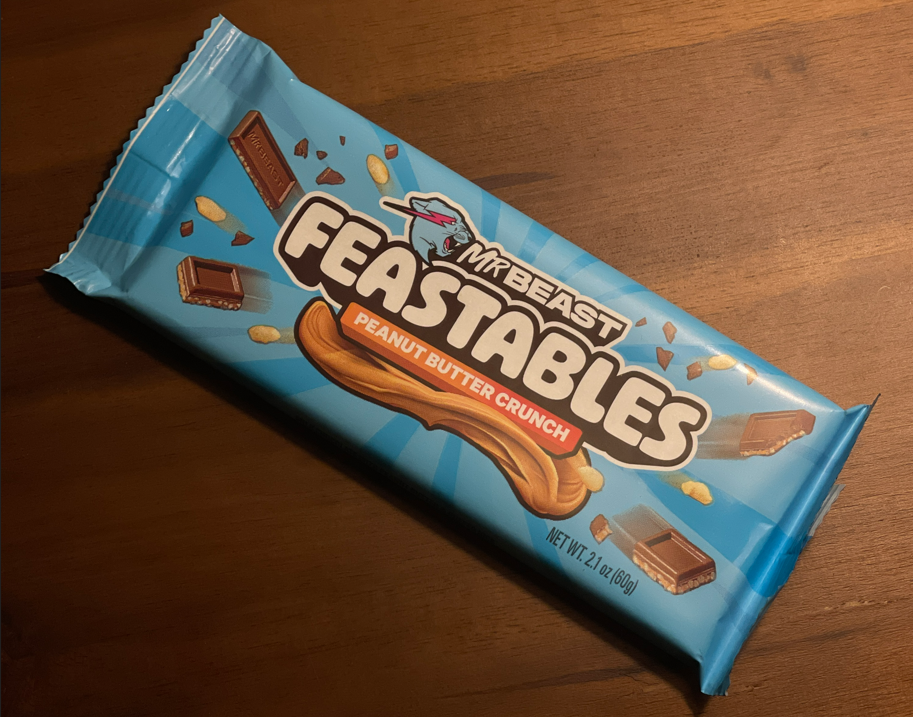 MR BEAST
FEASTABLES
PEANUT BUTTER CRUNCH
NET WT. 2.1 oz (60g)